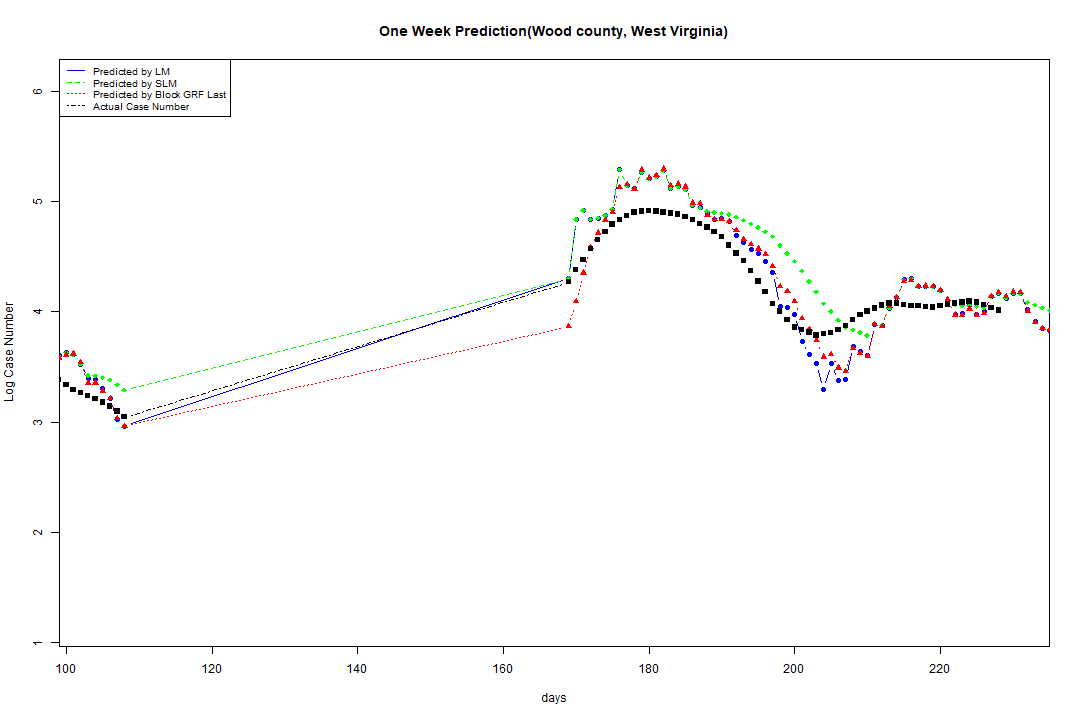 One Week Prediction(Wood county, West Virginia)
Predicted by LM
Predicted by SLM
Predicted by Block GRF Last
Actual Case Number
6
5
4
3
2
1
Log Case Number
100 120 140 160 180 200 220
days